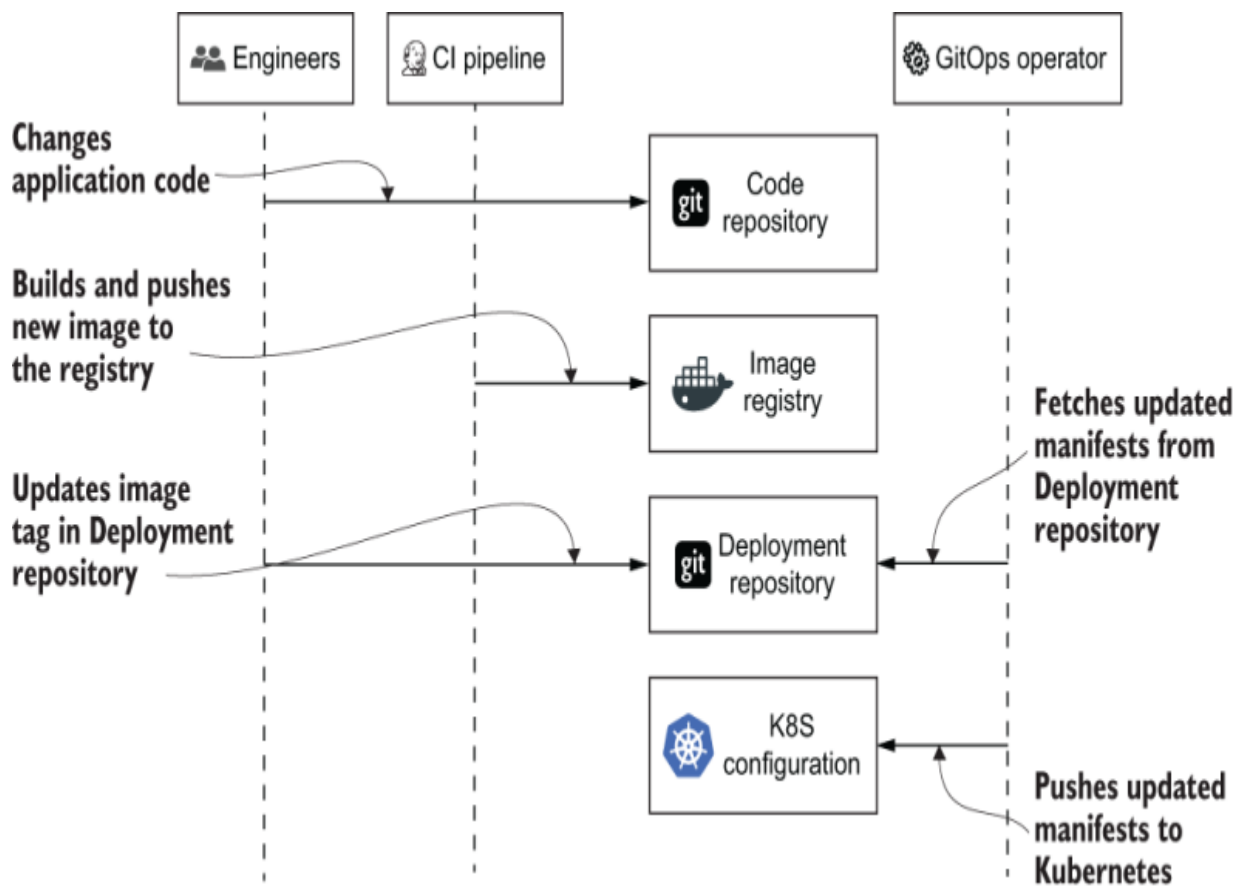 Engineers
CI pipeline
GitOps operator
Changes
application code
git
Code
repository
Builds and pushes
new image to
the registry
Image
registry
Fetches updated
manifests from
Deployment
repository
Updates image
tag in Deployment
repository
git
Deployment
repository
K8S
configuration
Pushes updated
manifests to
Kubernetes